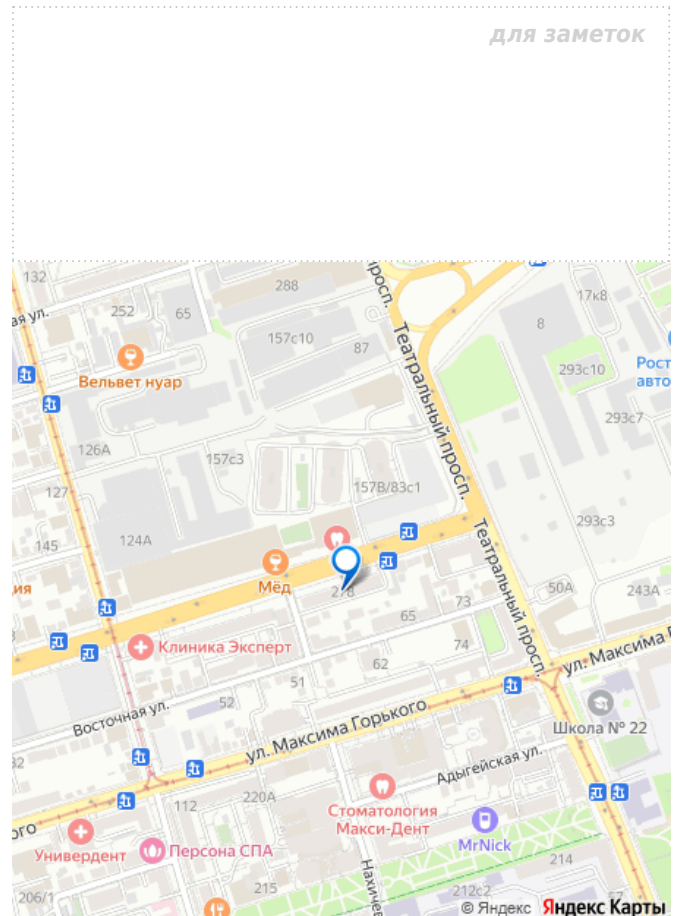 для заметок
132
288
17к8
252
65
ая ул.
157с10
8
87
Театральный просп.
293с10
Вельвет нуар
Рост
авто
293с7
126А
157с3
127
157В/83с1
293с3
124А
145
Театральный просп.
Мёд
ия
278
50А
243А
73
65
74
Клиника Эксперт
62
51
ул. Максима Г
52
Восточная ул.
ул. Максима Горького
Школа № 22
Адыгейская ул.
220А
112
Стоматология
Макси-Дент
MrNick
Универдент
Персона СПА
214
215
212с2
206/1
57
© Яндекс Яндекс Карты